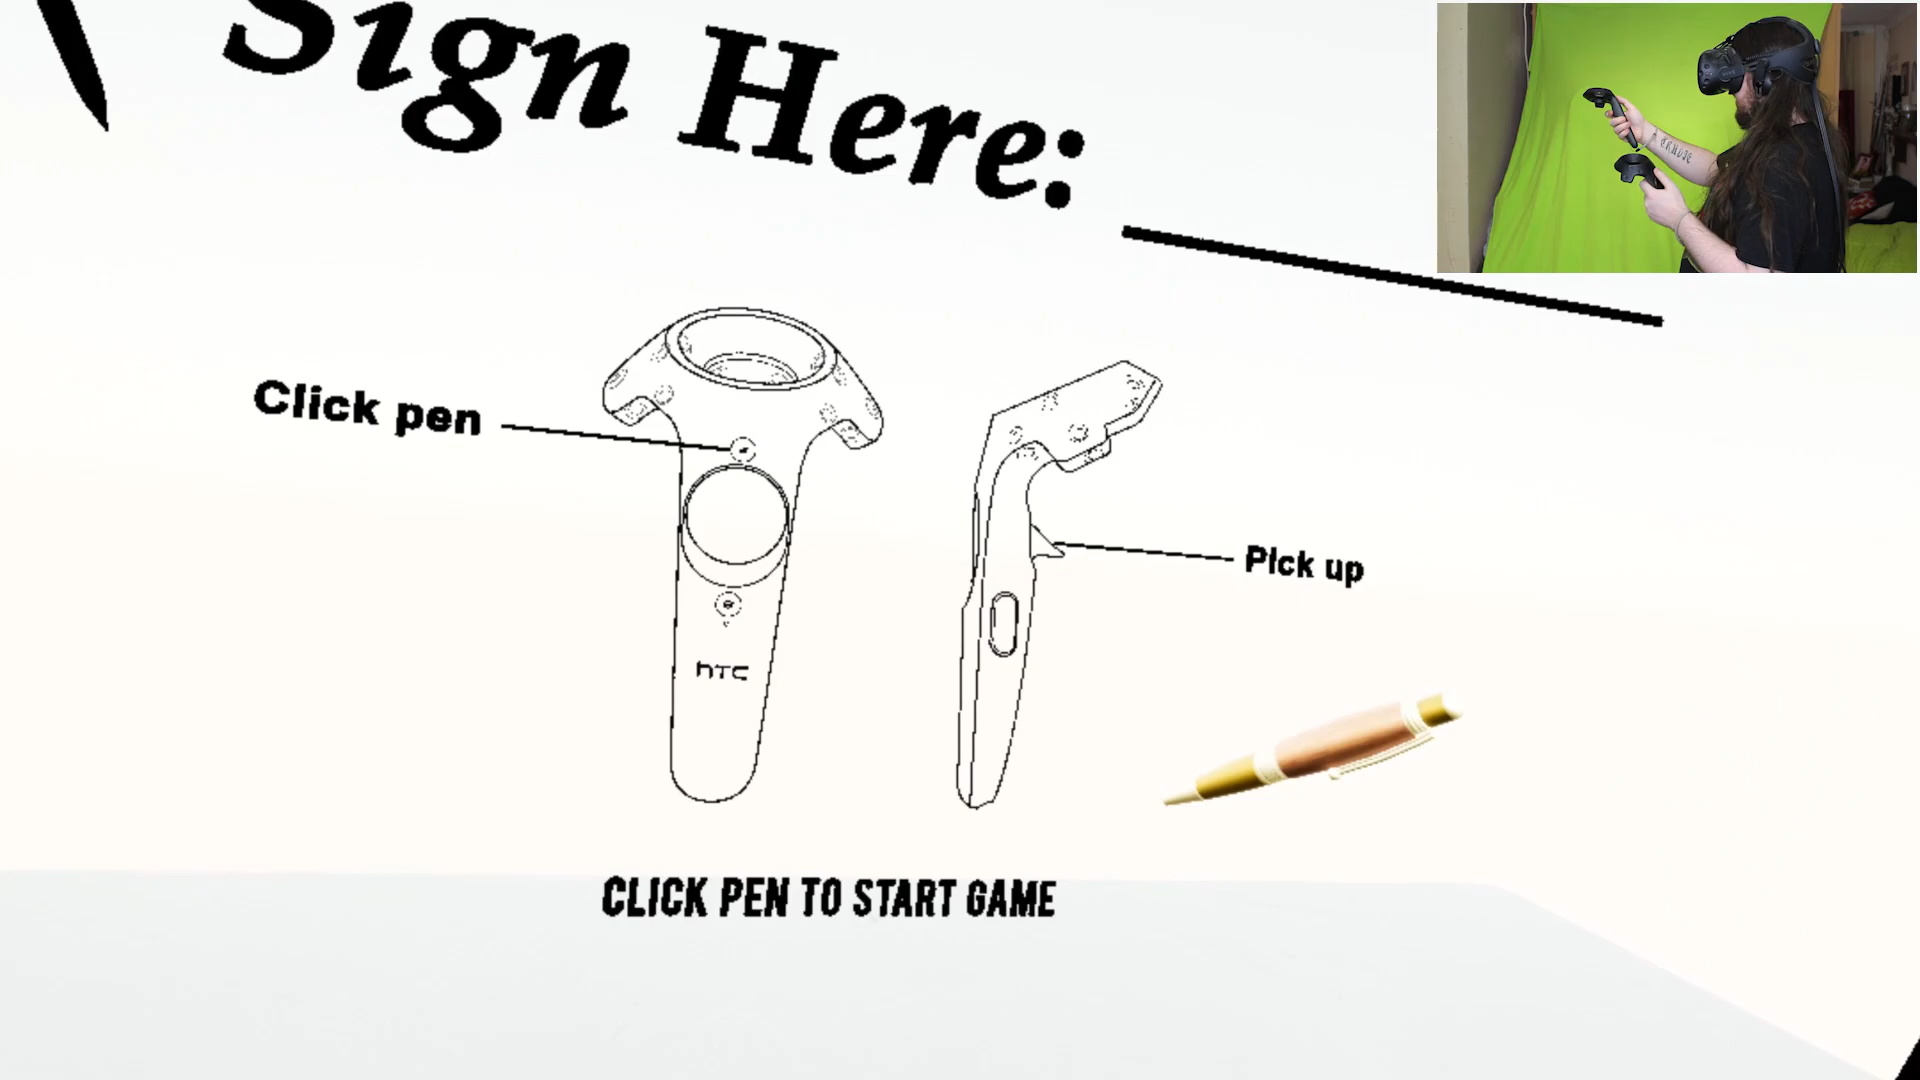 Sign Here:
Click pen
Pick up
hTC
CLICK PEN TO START GAME